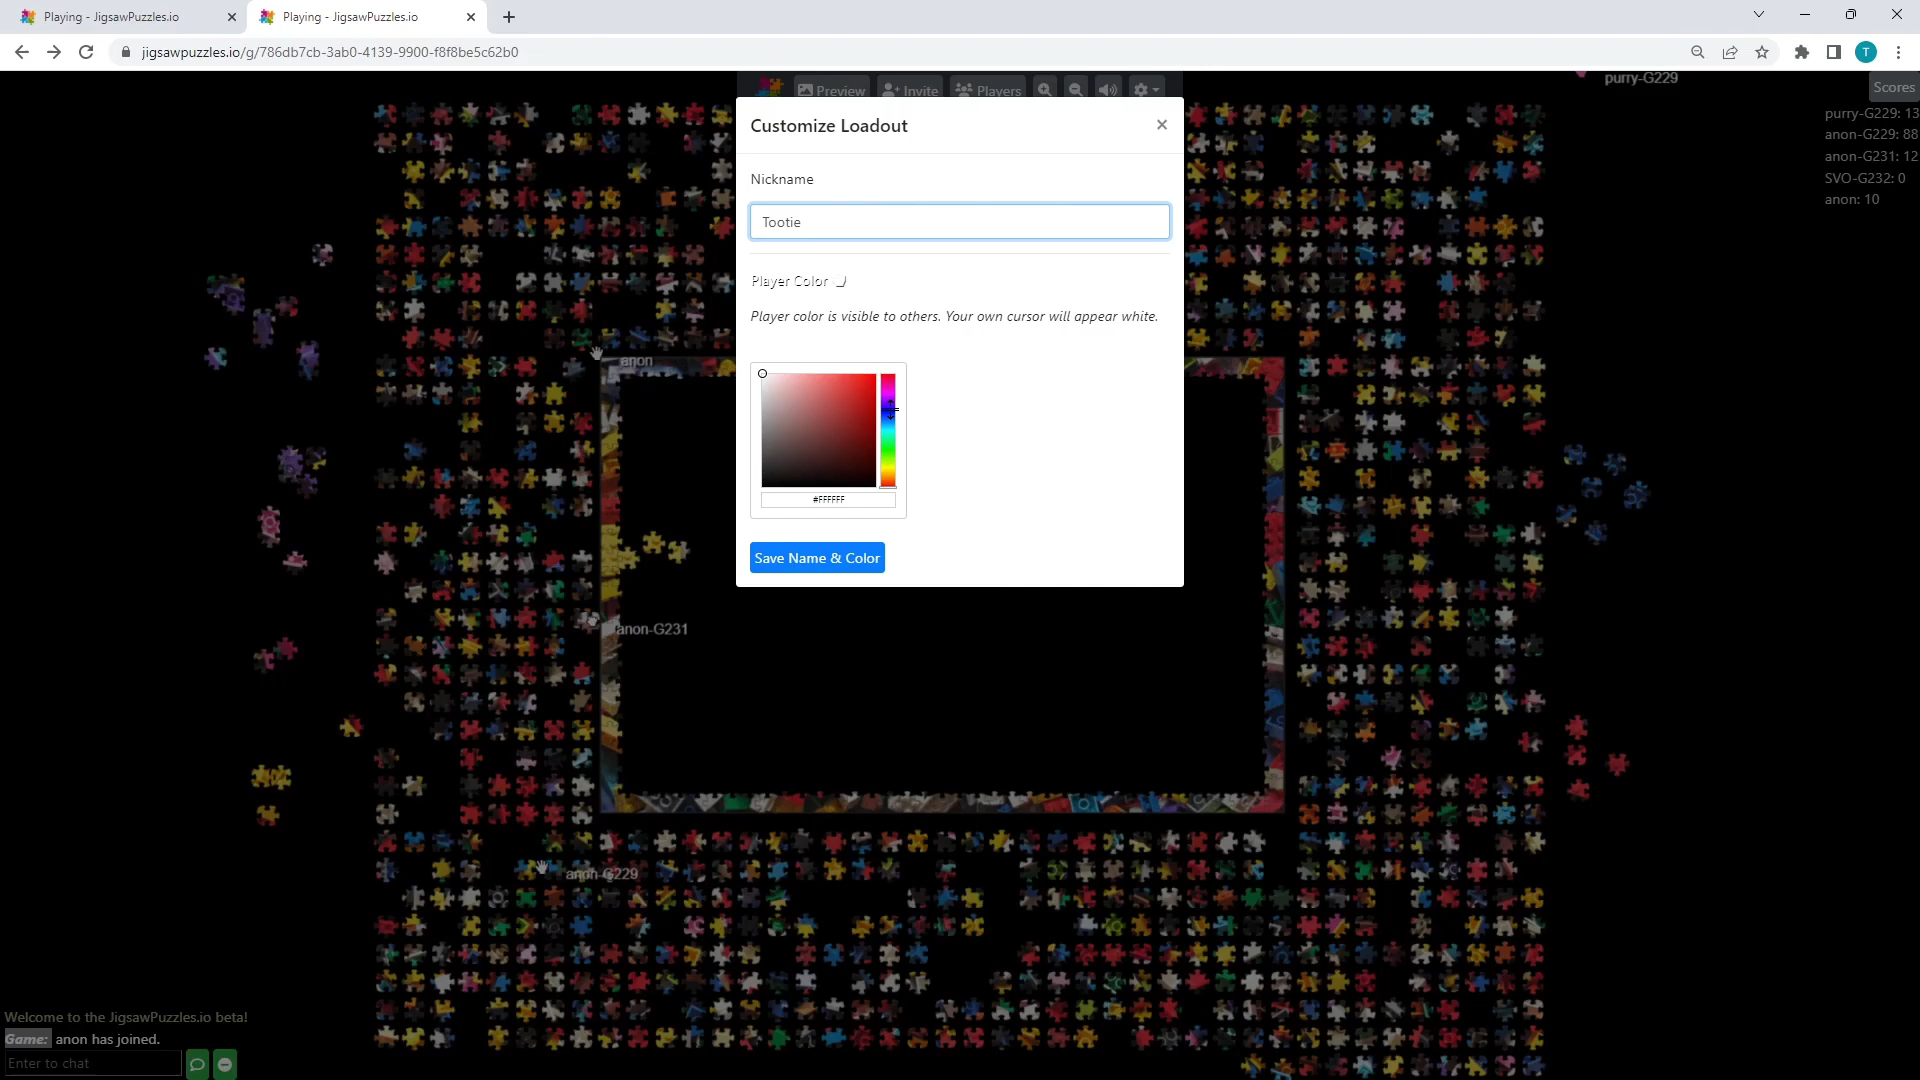 Playing - JigsawPuzzles.io
Playing - JigsawPuzzles.io
jigsawpuzzles.io/g/786db7cb-3ab0-4139-9900-f8f8be5c62b0
T
Preview
Invite
Players
purry-G229
Scores
purry-G229: 13
anon-G229: 88
anon-G231: 12
SVO-G232: 0
anon: 10
Customize Loadout
Nickname
Tootie
Player Color
Player color is visible to others. Your own cursor will appear white.
#FFFFFF
Save Name & Color
anon
anon-G231
anon-G229
Welcome to the JigsawPuzzles.io beta!
Game: anon has joined.
Enter to chat